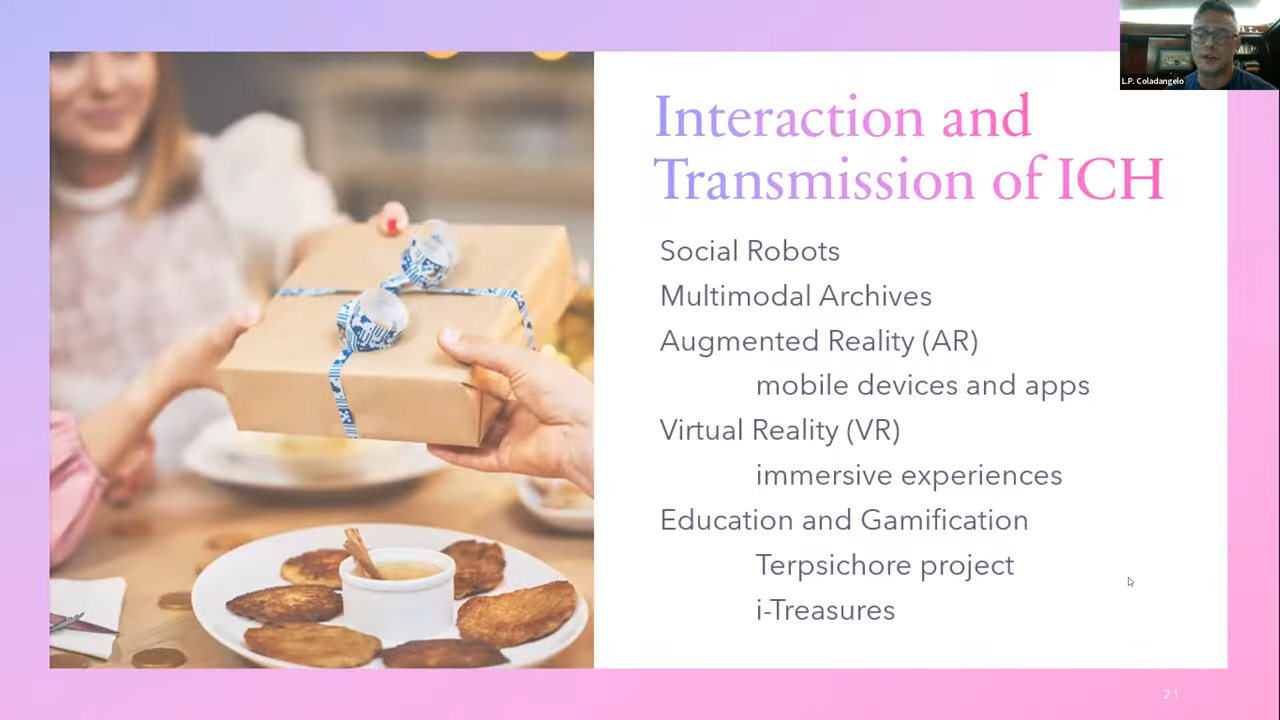 L.P. Coladangelo
Interaction and
Transmission of ICH
Social Robots
Multimodal Archives
Augmented Reality (AR)
mobile devices and apps
Virtual Reality (VR)
immersive experiences
Education and Gamification
Terpsichore project
i-Treasures
21